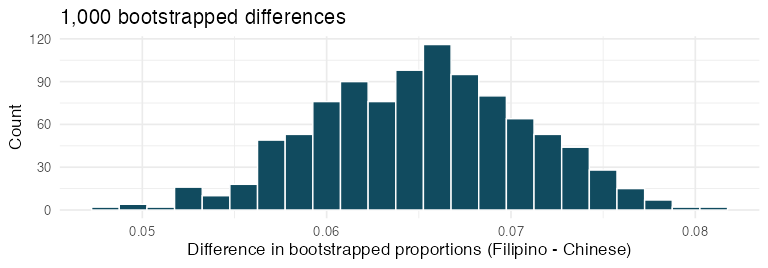 1,000 bootstrapped differences
120
90
60
30
0
Count
0.05 0.06 0.07 0.08
Difference in bootstrapped proportions (Filipino - Chinese)